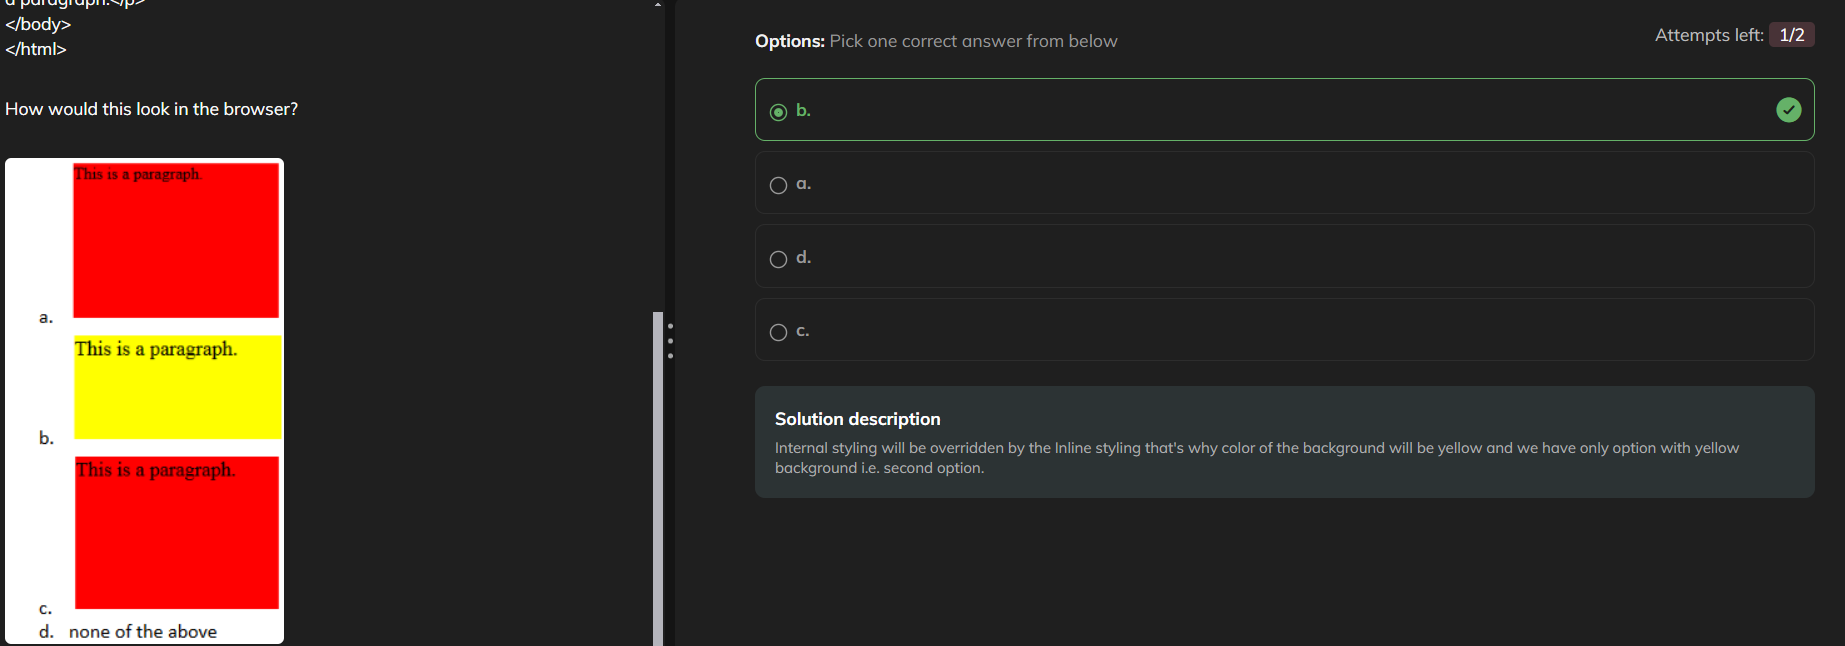 a paragraph.</p>
</body>
</html>
How would this look in the browser?
This is a paragraph.
a.
This is a paragraph.
b.
This is a paragraph.
c.
d. none of the above
Options: Pick one correct answer from below
Attempts left: 1/2
b.
a.
d.
c.
Solution description
Internal styling will be overridden by the Inline styling that's why color of the background will be yellow and we have only option with yellow
background i.e. second option.